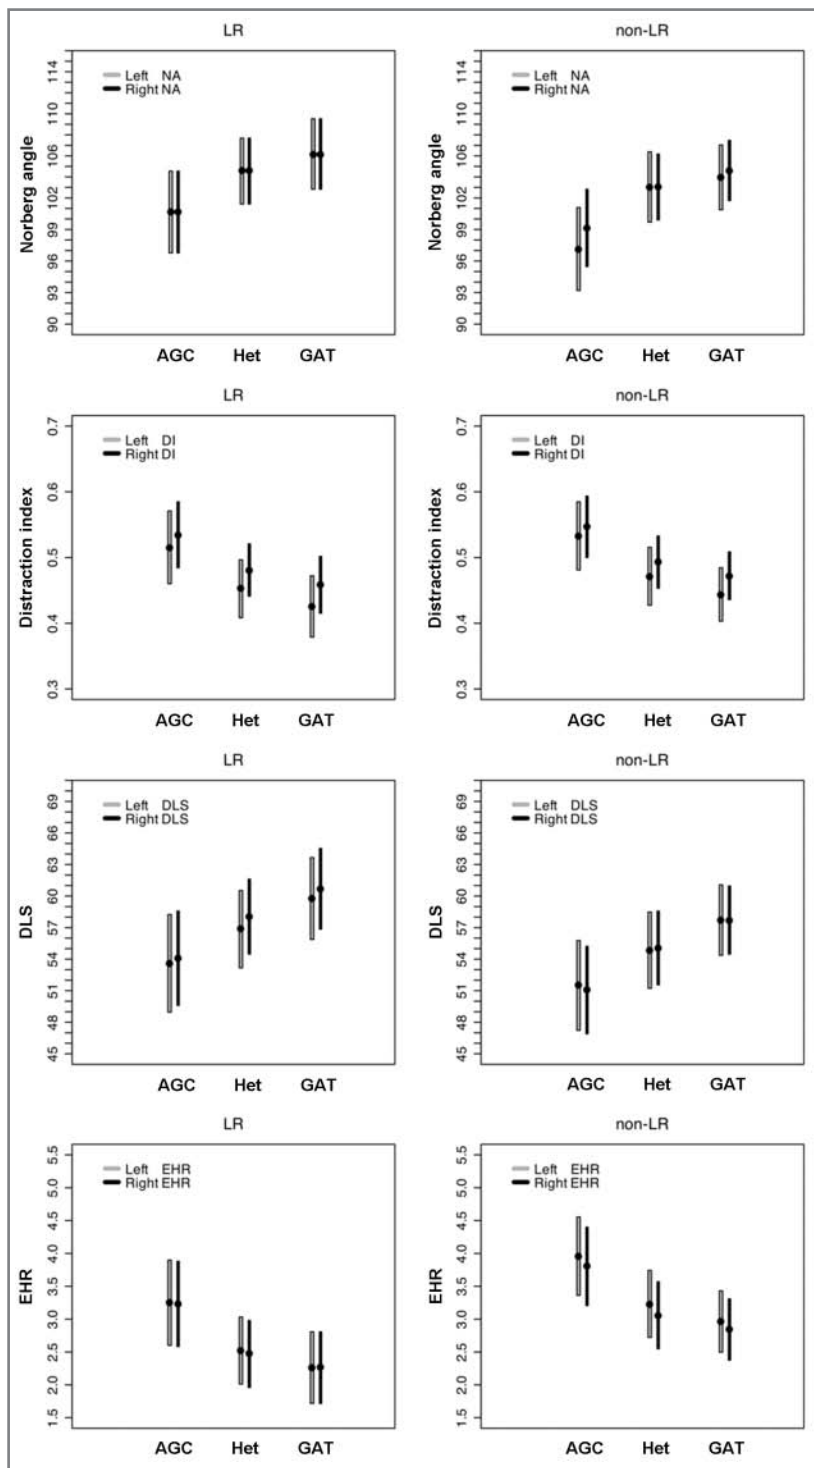 LR
Left NA
Right NA
Norberg angle
90 93 96 99 102 106 110 114
AGC Het GAT
non-LR
Left NA
Right NA
Norberg angle
90 93 96 99 102 106 110 114
AGC Het GAT
LR
Left DI
Right DI
Distraction index
0.3 0.4 0.5 0.6 0.7
AGC Het GAT
non-LR
Left DI
Right DI
Distraction index
0.3 0.4 0.5 0.6 0.7
AGC Het GAT
LR
Left DLS
Right DLS
DLS
45 48 51 54 57 60 63 66 69
AGC Het GAT
non-LR
Left DLS
Right DLS
DLS
45 48 51 54 57 60 63 66 69
AGC Het GAT
LR
Left EHR
Right EHR
EHR
1.5 2.0 2.5 3.0 3.5 4.0 4.5 5.0 5.5
AGC Het GAT
non-LR
Left EHR
Right EHR
EHR
1.5 2.0 2.5 3.0 3.5 4.0 4.5 5.0 5.5
AGC Het GAT